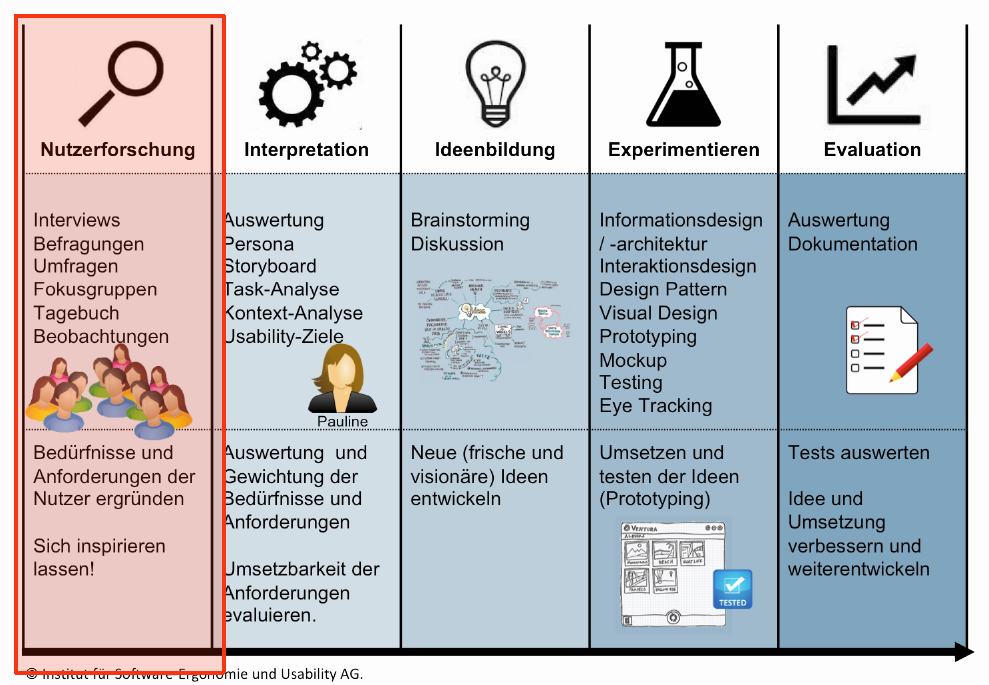 Nutzerforschung
Interviews
Befragungen
Umfragen
Fokusgruppen
Tagebuch
Beobachtungen
Bedürfnisse und
Anforderungen der
Nutzer ergründen
Sich inspirieren
lassen!
Interpretation
Auswertung
Persona
Storyboard
Task-Analyse
Kontext-Analyse
Usability-Ziele
Pauline
Auswertung und
Gewichtung der
Bedürfnisse und
Anforderungen
Umsetzbarkeit der
Anforderungen
evaluieren.
Ideenbildung
Brainstorming
Diskussion
Neue (frische und
visionäre) Ideen
entwickeln
Experimentieren
Informationsdesign
/ -architektur
Interaktionsdesign
Design Pattern
Visual Design
Prototyping
Mockup
Testing
Eye Tracking
Umsetzen und
testen der Ideen
(Prototyping)
VENTURA
TESTED
Evaluation
Auswertung
Dokumentation
Tests auswerten
Idee und
Umsetzung
verbessern und
weiterentwickeln
© Institut für Software-Ergonomie und Usability AG.